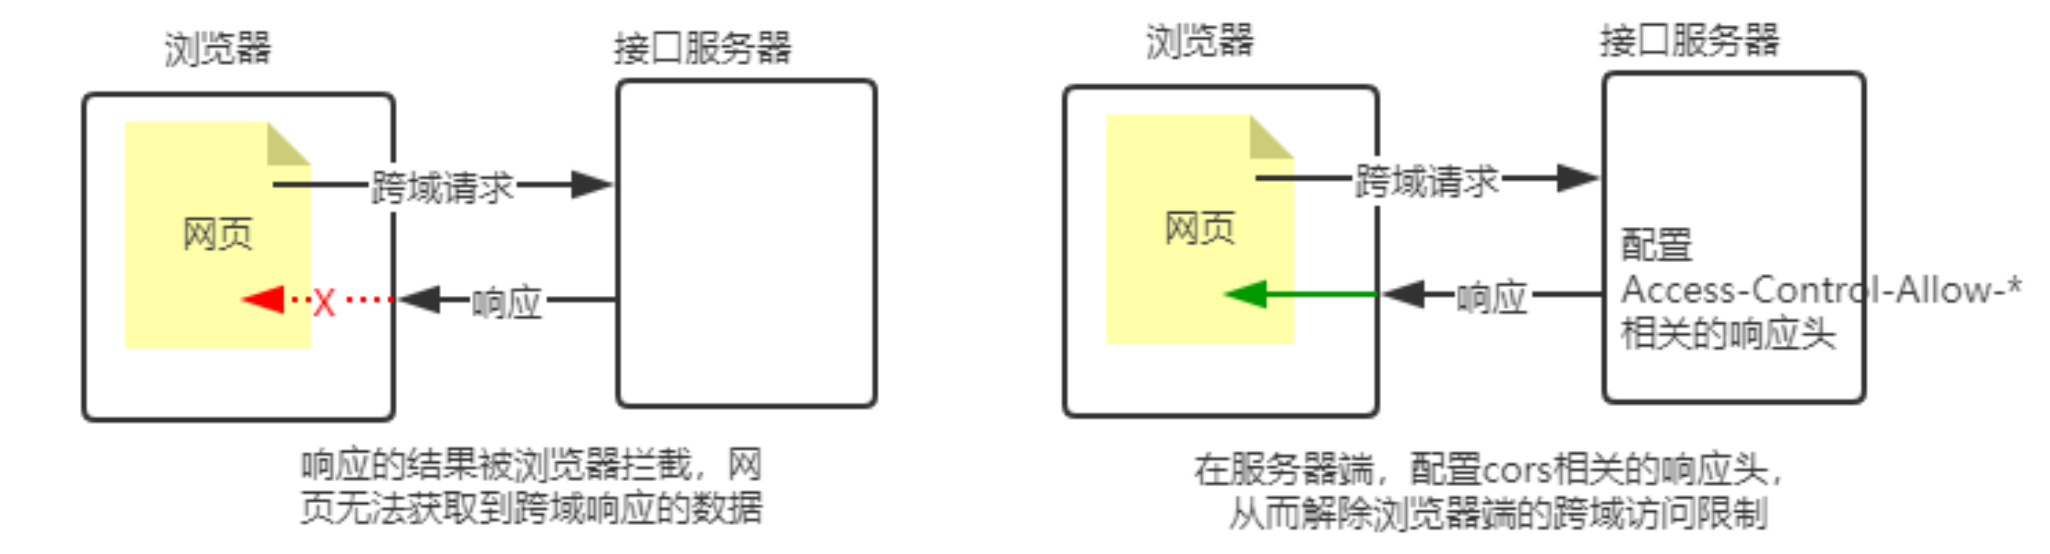 浏览器
接口服务器
跨域请求
网页
X
响应
响应的结果被浏览器拦截，网
页无法获取到跨域响应的数据
浏览器
接口服务器
跨域请求
网页
配置
Access-Control-Allow-*
相关的响应头
响应
在服务器端，配置cors相关的响应头，
从而解除浏览器端的跨域访问限制